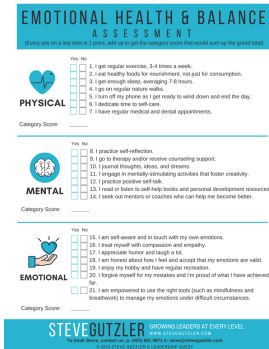 EMOTIONAL HEALTH & BALANCE
ASSESSMENT
(Every yes on a line item is 1 point, add up to get the category score that would sum up the grand total)
Yes No
1. I get regular exercise, 3-4 times a week.
2. I eat healthy foods for nourishment, not just for consumption.
3. I get enough sleep, averaging 7-8 hours.
4. I go on regular nature walks.
5. I turn off my phone as I get ready to wind down and end the day.
6. I dedicate time to self-care.
7. I have regular medical and dental appointments.
PHYSICAL
Category Score:
Yes No
8. I practice self-reflection.
9. I go to therapy and/or receive counseling support.
10. I journal thoughts, ideas, and dreams.
11. I engage in mentally-stimulating activities that foster creativity.
12. I practice positive self-talk.
13. I read or listen to self-help books and personal development resources
14. I seek out mentors or coaches who can help me become better.
MENTAL
Category Score:
Yes No
15. I am self-aware and in touch with my own emotions.
16. I treat myself with compassion and empathy.
17. I appreciate humor and laugh a lot.
18. I am honest about how I feel and accept that my emotions are valid.
19. I enjoy my hobby and have regular recreation.
20. I forgive myself for my mistakes and I'm proud of what I have achieved
far.
21. I am empowered to use the right tools (such as mindfulness and
breathwork) to manage my emotions under difficult circumstances.
EMOTIONAL
Category Score:
STEVEGUTZLER
GROWING LEADERS AT EVERY LEVEL
WWW.STEVEGUTZLER.COM